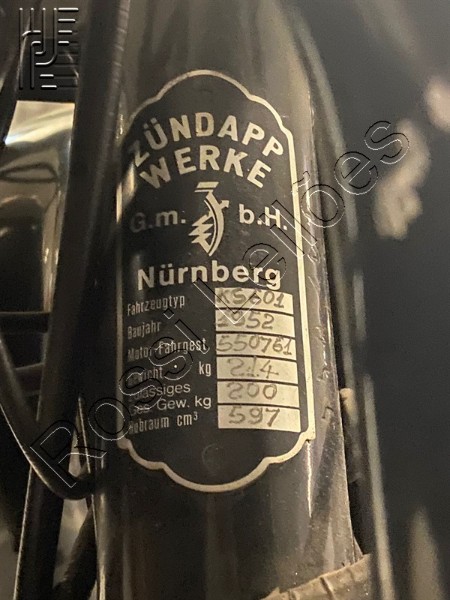 ZÜNDAPP
WERKE
G.m. b.H.
Nürnberg
Fahrzeugtyp KS601
Baujahr 1952
Motor-Fahrgest. 550761
Gewicht kg 214
Zulässiges 200
Ges. Gew. kg
Hubraum cm³ 597
Rossi Leilões